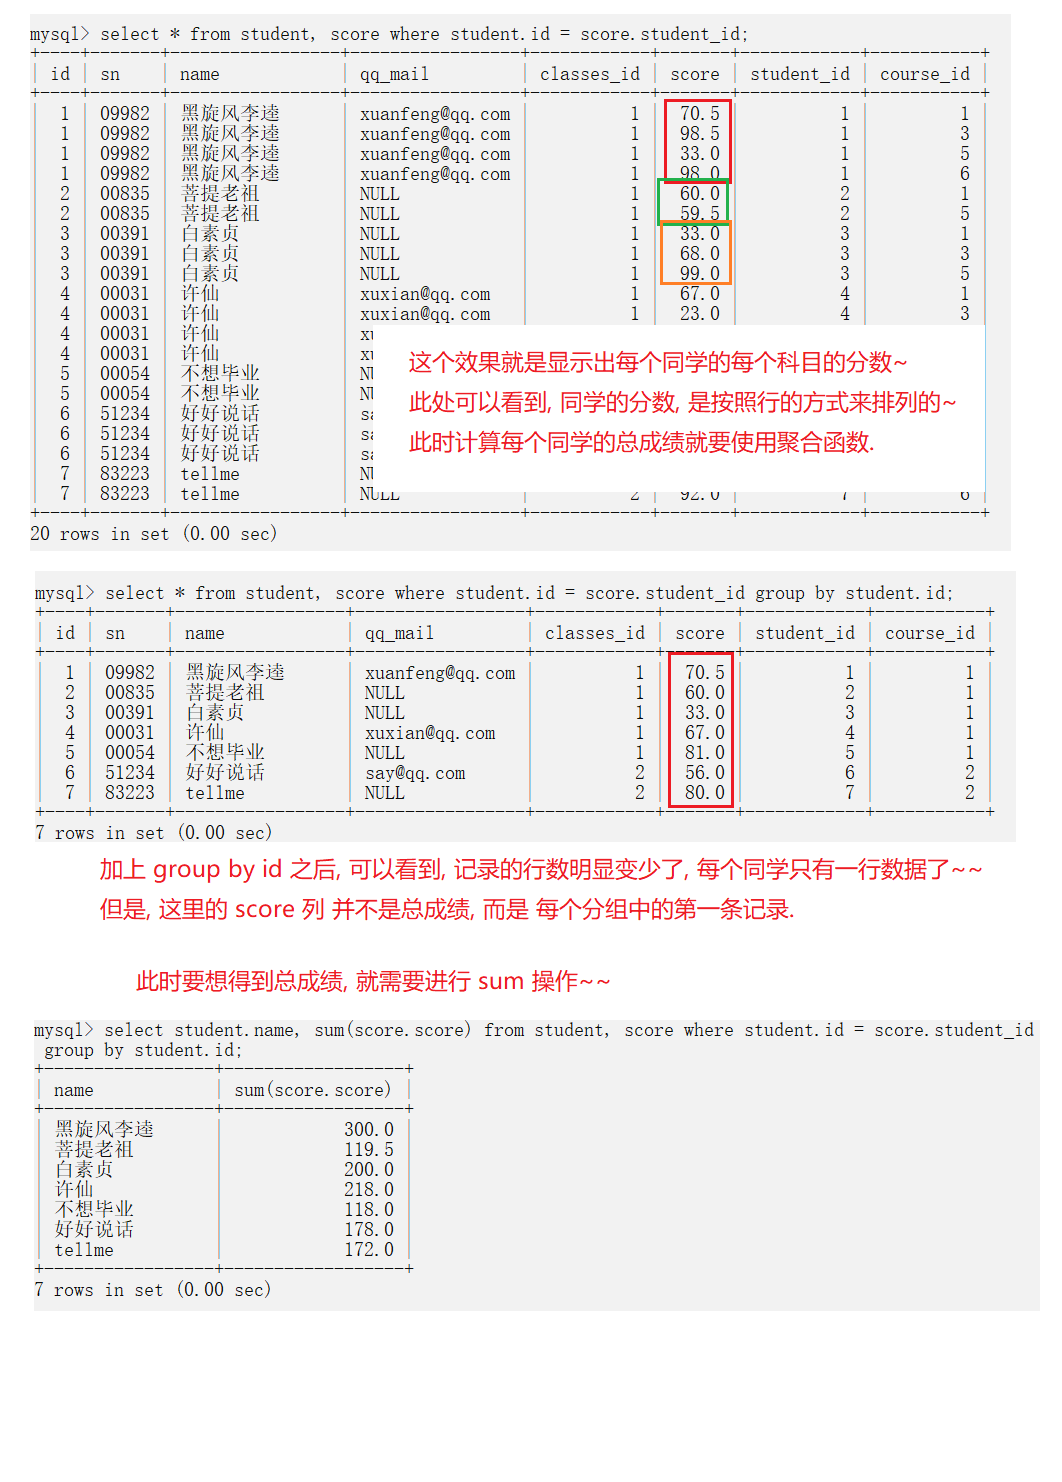 mysql> select * from student, score where student.id = score.student_id;
+----+-------+-----------------+-----------------+------------+-------+------------+-----------+
| id | sn | name | qq_mail | classes_id | score | student_id | course_id |
+----+-------+-----------------+-----------------+------------+-------+------------+-----------+
| 1 | 09982 | 黑旋风李逵 | xuanfeng@qq.com | 1 | 70.5 | 1 | 1 |
| 1 | 09982 | 黑旋风李逵 | xuanfeng@qq.com | 1 | 98.5 | 1 | 3 |
| 1 | 09982 | 黑旋风李逵 | xuanfeng@qq.com | 1 | 33.0 | 1 | 5 |
| 1 | 09982 | 黑旋风李逵 | xuanfeng@qq.com | 1 | 98.0 | 1 | 6 |
| 2 | 00835 | 菩提老祖 | NULL | 1 | 60.0 | 2 | 1 |
| 2 | 00835 | 菩提老祖 | NULL | 1 | 59.5 | 2 | 5 |
| 3 | 00391 | 白素贞 | NULL | 1 | 33.0 | 3 | 1 |
| 3 | 00391 | 白素贞 | NULL | 1 | 68.0 | 3 | 3 |
| 3 | 00391 | 白素贞 | NULL | 1 | 99.0 | 3 | 5 |
| 4 | 00031 | 许仙 | xuxian@qq.com | 1 | 67.0 | 4 | 1 |
| 4 | 00031 | 许仙 | xuxian@qq.com | 1 | 23.0 | 4 | 3 |
| 4 | 00031 | 许仙 |
| 4 | 00031 | 许仙 |
| 5 | 00054 | 不想毕业 |
| 5 | 00054 | 不想毕业 |
| 6 | 51234 | 好好说话 | sa
| 6 | 51234 | 好好说话 | sa
| 6 | 51234 | 好好说话 | sa
| 7 | 83223 | tellme |
| 7 | 83223 | tellme | NULL | 2 | 92.0 | 7 | 6 |
+----+-------+-----------------+-----------------+------------+-------+------------+-----------+
20 rows in set (0.00 sec)
这个效果就是显示出每个同学的每个科目的分数~
此处可以看到, 同学的分数, 是按照行的方式来排列的~
此时计算每个同学的总成绩就要使用聚合函数.
mysql> select * from student, score where student.id = score.student_id group by student.id;
+----+-------+-----------------+-----------------+------------+-------+------------+-----------+
| id | sn | name | qq_mail | classes_id | score | student_id | course_id |
+----+-------+-----------------+-----------------+------------+-------+------------+-----------+
| 1 | 09982 | 黑旋风李逵 | xuanfeng@qq.com | 1 | 70.5 | 1 | 1 |
| 2 | 00835 | 菩提老祖 | NULL | 1 | 60.0 | 2 | 1 |
| 3 | 00391 | 白素贞 | NULL | 1 | 33.0 | 3 | 1 |
| 4 | 00031 | 许仙 | xuxian@qq.com | 1 | 67.0 | 4 | 1 |
| 5 | 00054 | 不想毕业 | NULL | 1 | 81.0 | 5 | 1 |
| 6 | 51234 | 好好说话 | say@qq.com | 2 | 56.0 | 6 | 2 |
| 7 | 83223 | tellme | NULL | 2 | 80.0 | 7 | 2 |
+----+-------+-----------------+-----------------+------------+-------+------------+-----------+
7 rows in set (0.00 sec)
加上 group by id 之后, 可以看到, 记录的行数明显变少了, 每个同学只有一行数据了~~
但是, 这里的 score 列 并不是总成绩, 而是 每个分组中的第一条记录.
此时要想得到总成绩, 就需要进行 sum 操作~~
mysql> select student.name, sum(score.score) from student, score where student.id = score.student_id
group by student.id;
+-----------------+------------------+
| name | sum(score.score) |
+-----------------+------------------+
| 黑旋风李逵 | 300.0 |
| 菩提老祖 | 119.5 |
| 白素贞 | 200.0 |
| 许仙 | 218.0 |
| 不想毕业 | 118.0 |
| 好好说话 | 178.0 |
| tellme | 172.0 |
+-----------------+------------------+
7 rows in set (0.00 sec)